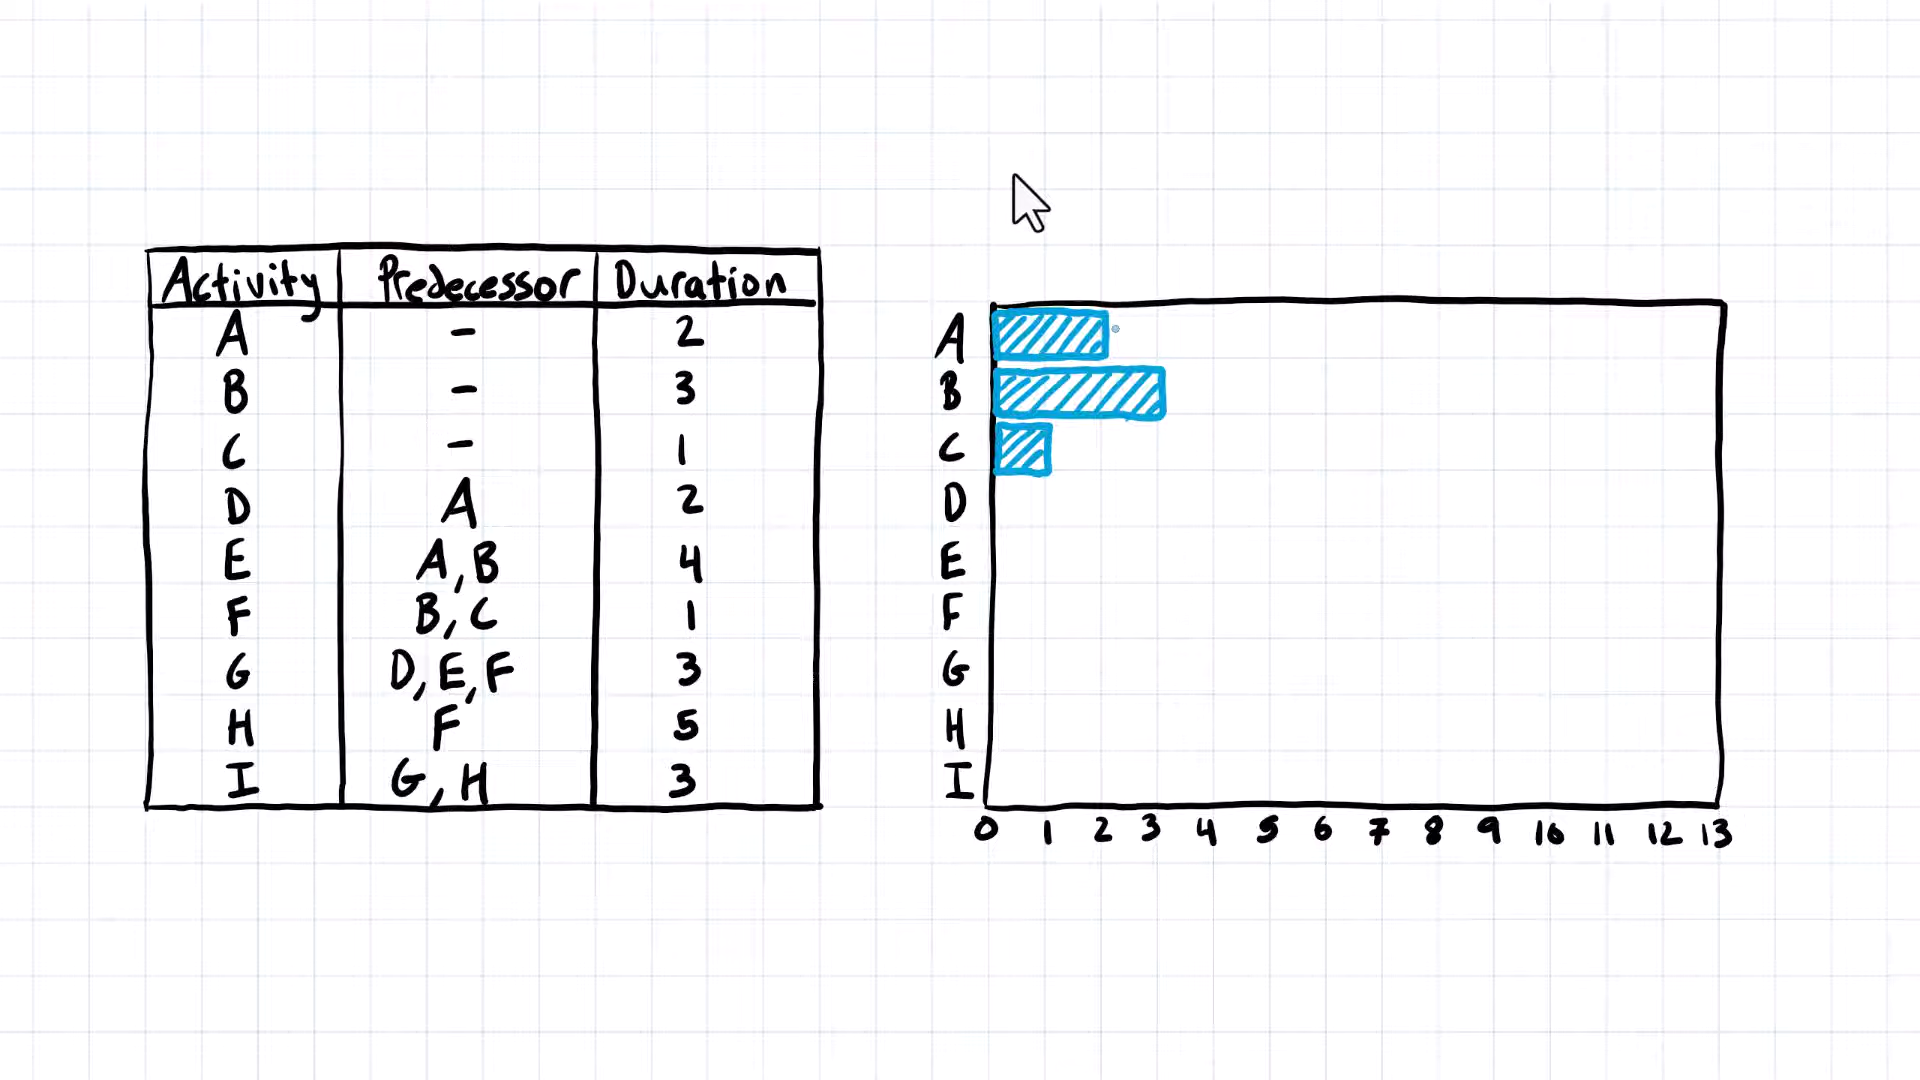 Activity Predecessor Duration
A - 2
B - 3
C - 1
D A 2
E A, B 4
F B, C 1
G D, E, F 3
H F 5
I G, H 3
A
B
C
D
E
F
G
H
I
0 1 2 3 4 5 6 7 8 9 10 11 12 13